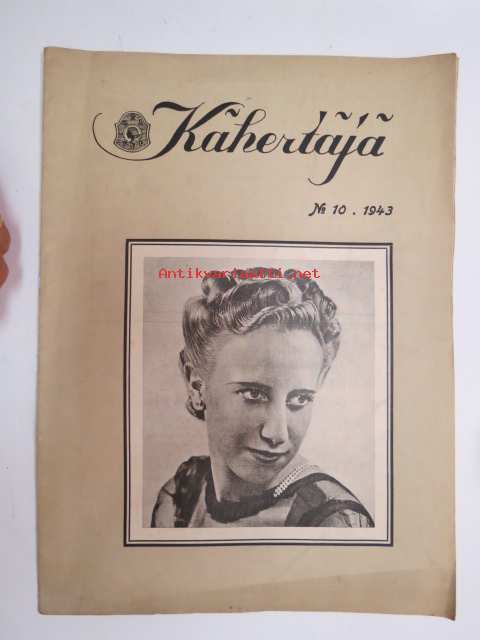 Kähertäjä
№ 10. 1943
Antikvariaatti.net